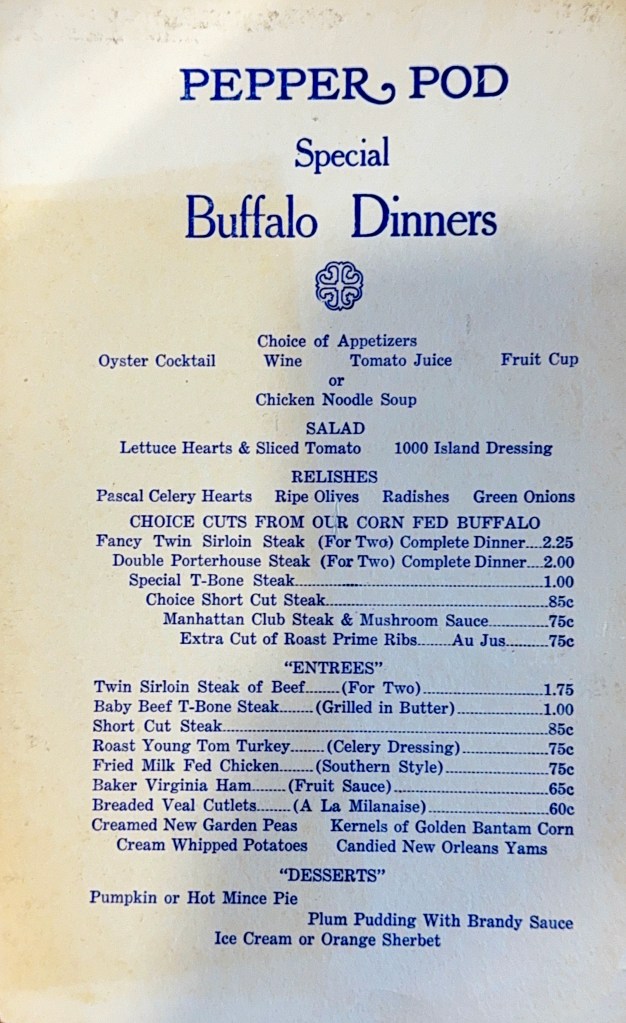 PEPPER POD
Special
Buffalo Dinners
Choice of Appetizers
Oyster Cocktail Wine Tomato Juice Fruit Cup
or
Chicken Noodle Soup
SALAD
Lettuce Hearts & Sliced Tomato 1000 Island Dressing
RELISHES
Pascal Celery Hearts Ripe Olives Radishes Green Onions
CHOICE CUTS FROM OUR CORN FED BUFFALO
Fancy Twin Sirloin Steak (For Two) Complete Dinner....2.25
Double Porterhouse Steak (For Two) Complete Dinner....2.00
Special T-Bone Steak........................1.00
Choice Short Cut Steak........................85c
Manhattan Club Steak & Mushroom Sauce........75c
Extra Cut of Roast Prime Ribs.......Au Jus........75c
"ENTREES"
Twin Sirloin Steak of Beef.......(For Two)........................1.75
Baby Beef T-Bone Steak.......(Grilled in Butter)................1.00
Short Cut Steak........................85c
Roast Young Tom Turkey.......(Celery Dressing)................75c
Fried Milk Fed Chicken.......(Southern Style)................75c
Baker Virginia Ham.......(Fruit Sauce)........................65c
Breaded Veal Cutlets.......(A La Milanaise)................60c
Creamed New Garden Peas Kernels of Golden Bantam Corn
Cream Whipped Potatoes Candied New Orleans Yams
"DESSERTS"
Pumpkin or Hot Mince Pie
Plum Pudding With Brandy Sauce
Ice Cream or Orange Sherbet